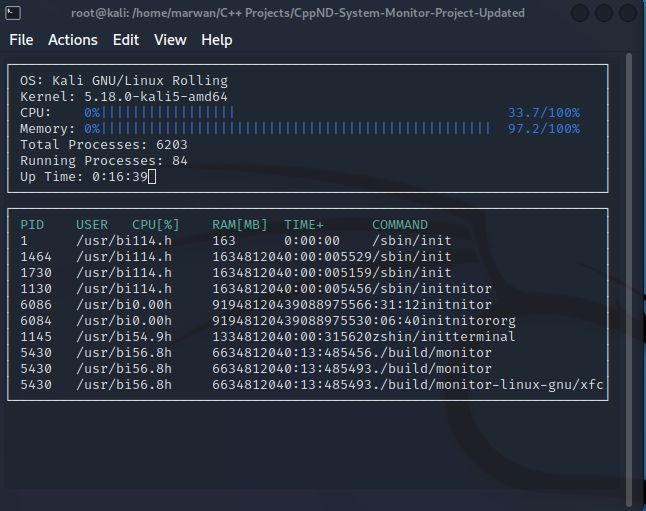 root@kali: /home/marwan/C++ Projects/CppND-System-Monitor-Project-Updated
File Actions Edit View Help
OS: Kali GNU/Linux Rolling
Kernel: 5.18.0-kali5-amd64
CPU: 0%||||||||||||||||| 33.7/100%
Memory: 0%||||||||||||||||||||||||||||||||||||||||||||||||| 97.2/100%
Total Processes: 6203
Running Processes: 84
Up Time: 0:16:39
PID USER CPU[%] RAM[MB] TIME+ COMMAND
1 /usr/bi114.h 163 0:00:00 /sbin/init
1464 /usr/bi114.h 1634812040:00:005529/sbin/init
1730 /usr/bi114.h 1634812040:00:005159/sbin/init
1130 /usr/bi114.h 1634812040:00:005456/sbin/initnitor
6086 /usr/bi0.00h 91948120439088975566:31:12initnitor
6084 /usr/bi0.00h 91948120439088975530:06:40initnitororg
1145 /usr/bi54.9h 1334812040:00:315620zshin/initterminal
5430 /usr/bi56.8h 6634812040:13:485456./build/monitor
5430 /usr/bi56.8h 6634812040:13:485493./build/monitor
5430 /usr/bi56.8h 6634812040:13:485493./build/monitor-linux-gnu/xfc